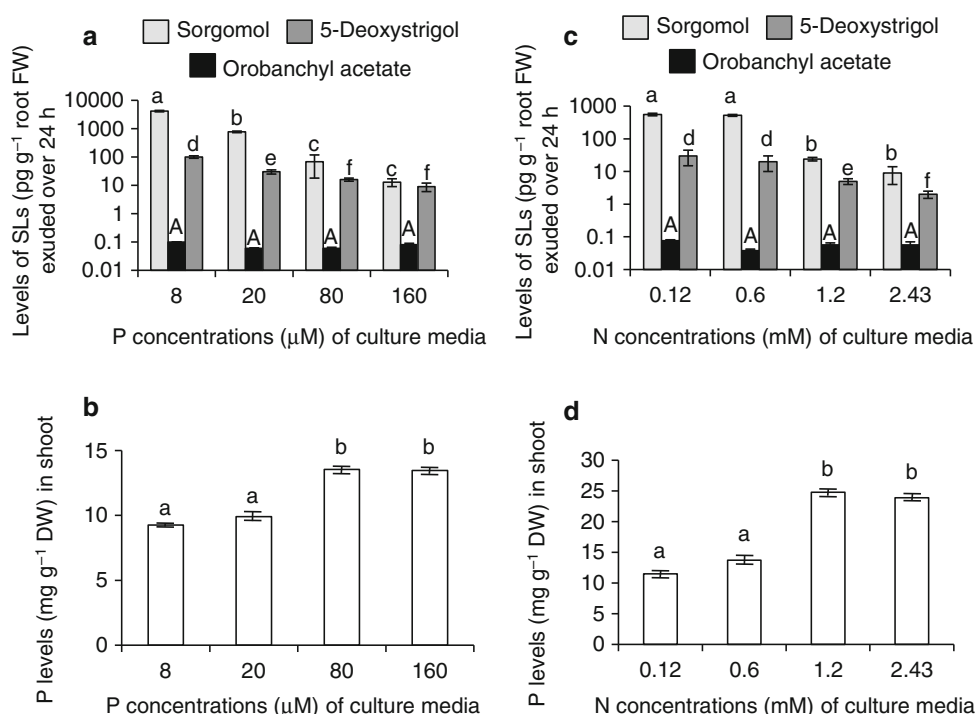 a
Sorgomol 5-Deoxystrigol
Orobanchyl acetate
Levels of SLs (pg g⁻¹ root FW)
exuded over 24 h
10000
1000
100
10
1
0.1
0.01
a d A b e A c f A c f A
8 20 80 160
P concentrations (μM) of culture media
c
Sorgomol 5-Deoxystrigol
Orobanchyl acetate
Levels of SLs (pg g⁻¹ root FW)
exuded over 24 h
1000
100
10
1
0.1
0.01
a d A a d A b e A b f A
0.12 0.6 1.2 2.43
N concentrations (mM) of culture media
b
P levels (mg g⁻¹ DW) in shoot
15
10
5
0
a a b b
8 20 80 160
P concentrations (μM) of culture media
d
P levels (mg g⁻¹ DW) in shoot
30
25
20
15
10
5
0
a a b b
0.12 0.6 1.2 2.43
N concentrations (mM) of culture media